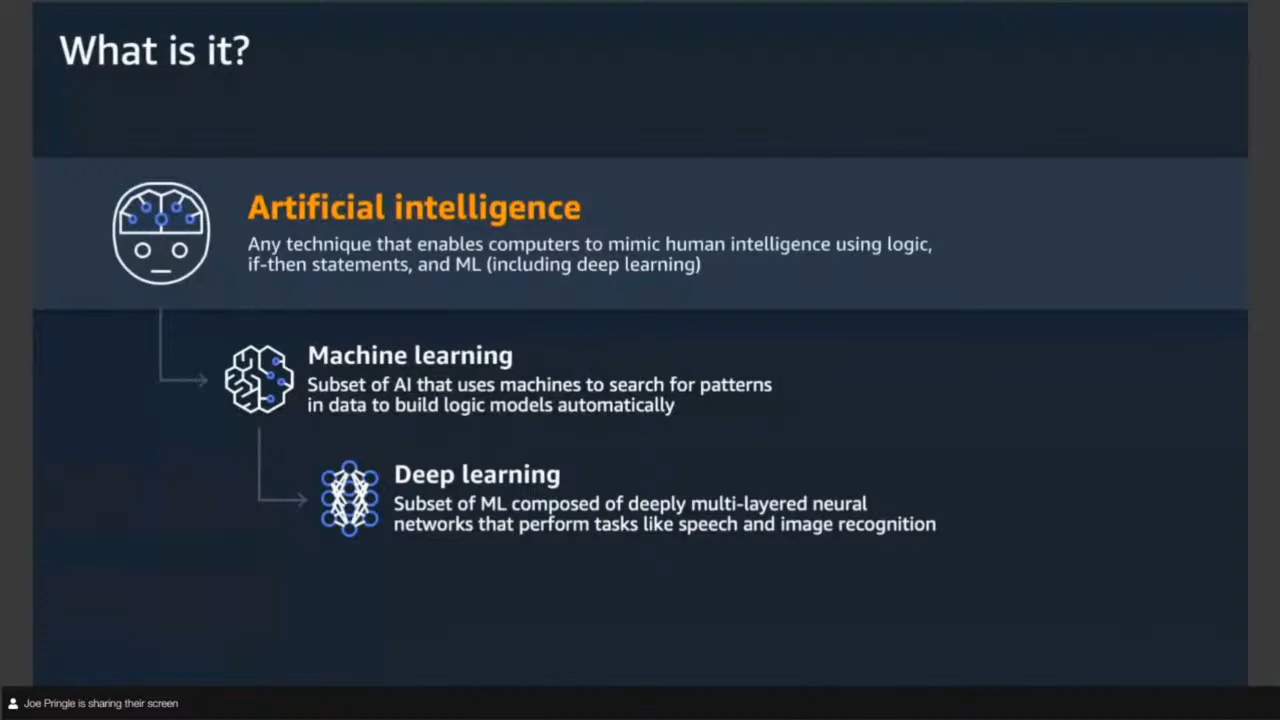 What is it?
Artificial intelligence
Any technique that enables computers to mimic human intelligence using logic,
if-then statements, and ML (including deep learning)
Machine learning
Subset of AI that uses machines to search for patterns
in data to build logic models automatically
Deep learning
Subset of ML composed of deeply multi-layered neural
networks that perform tasks like speech and image recognition
Joe Pringle is sharing their screen